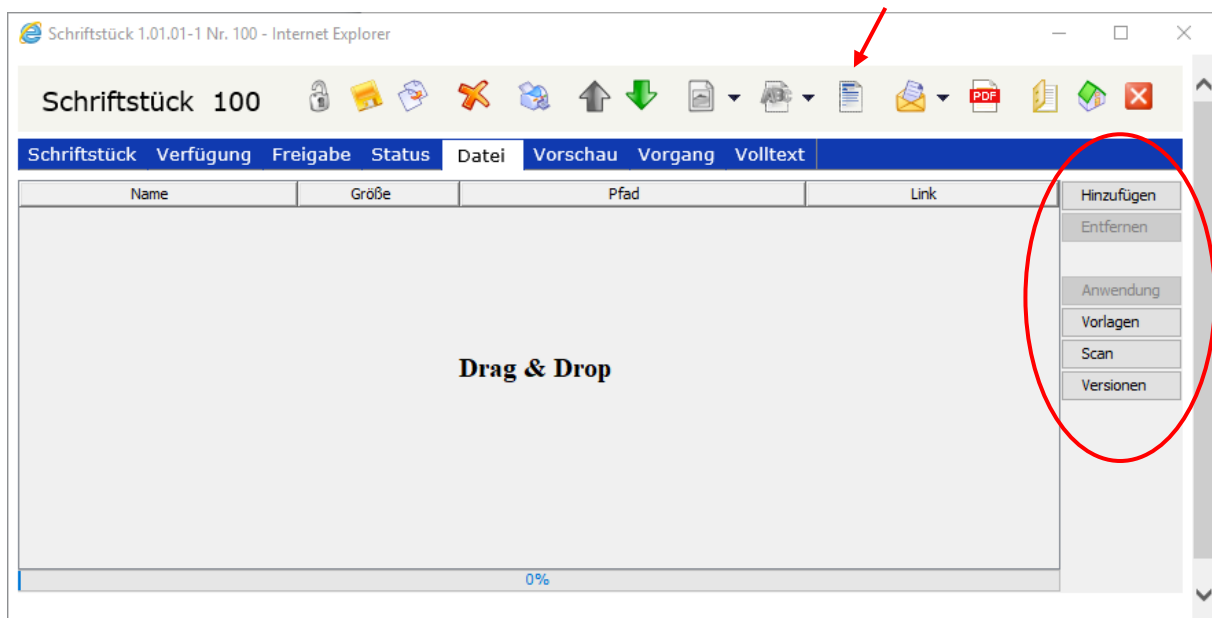 Schriftstück 1.01.01-1 Nr. 100 - Internet Explorer
Schriftstück 100
PDF
Schriftstück Verfügung Freigabe Status Datei Vorschau Vorgang Volltext
Name Größe Pfad Link
Hinzufügen
Entfernen
Anwendung
Vorlagen
Scan
Versionen
Drag & Drop
0%